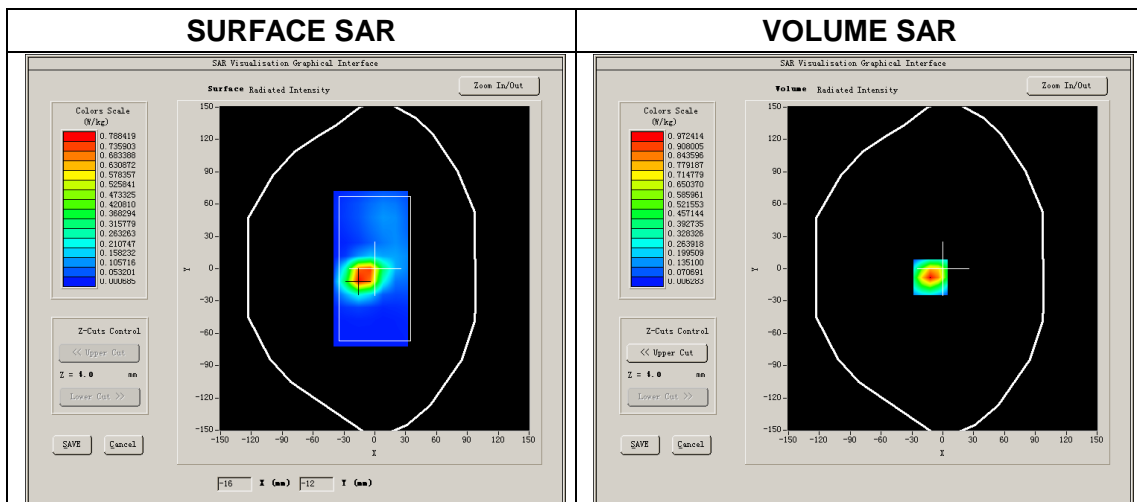 SURFACE SAR
VOLUME SAR
SAR Visualisation Graphical Interface
Surface Radiated Intensity
Zoom In/Out
Colors Scale
(W/kg)
0.788419
0.735903
0.683388
0.630872
0.578357
0.525841
0.473325
0.420810
0.368294
0.315779
0.263263
0.210747
0.158232
0.105716
0.053201
0.000685
Z-Cuts Control
<< Upper Cut
Z = 4.0 mm
Lower Cut >>
SAVE Cancel
150
120
90
60
30
0
-30
-60
-90
-120
-150
Y
-150 -120 -90 -60 -30 0 30 60 90 120 150
X
-16 X (mm) -12 Y (mm)
SAR Visualisation Graphical Interface
Volume Radiated Intensity
Zoom In/Out
Colors Scale
(W/kg)
0.972414
0.908005
0.843596
0.779187
0.714779
0.650370
0.585961
0.521553
0.457144
0.392735
0.328326
0.263918
0.199509
0.135100
0.070691
0.006283
Z-Cuts Control
<< Upper Cut
Z = 4.0 mm
Lower Cut >>
SAVE Cancel
150
120
90
60
30
0
-30
-60
-90
-120
-150
Y
-150 -120 -90 -60 -30 0 30 60 90 120 150
X